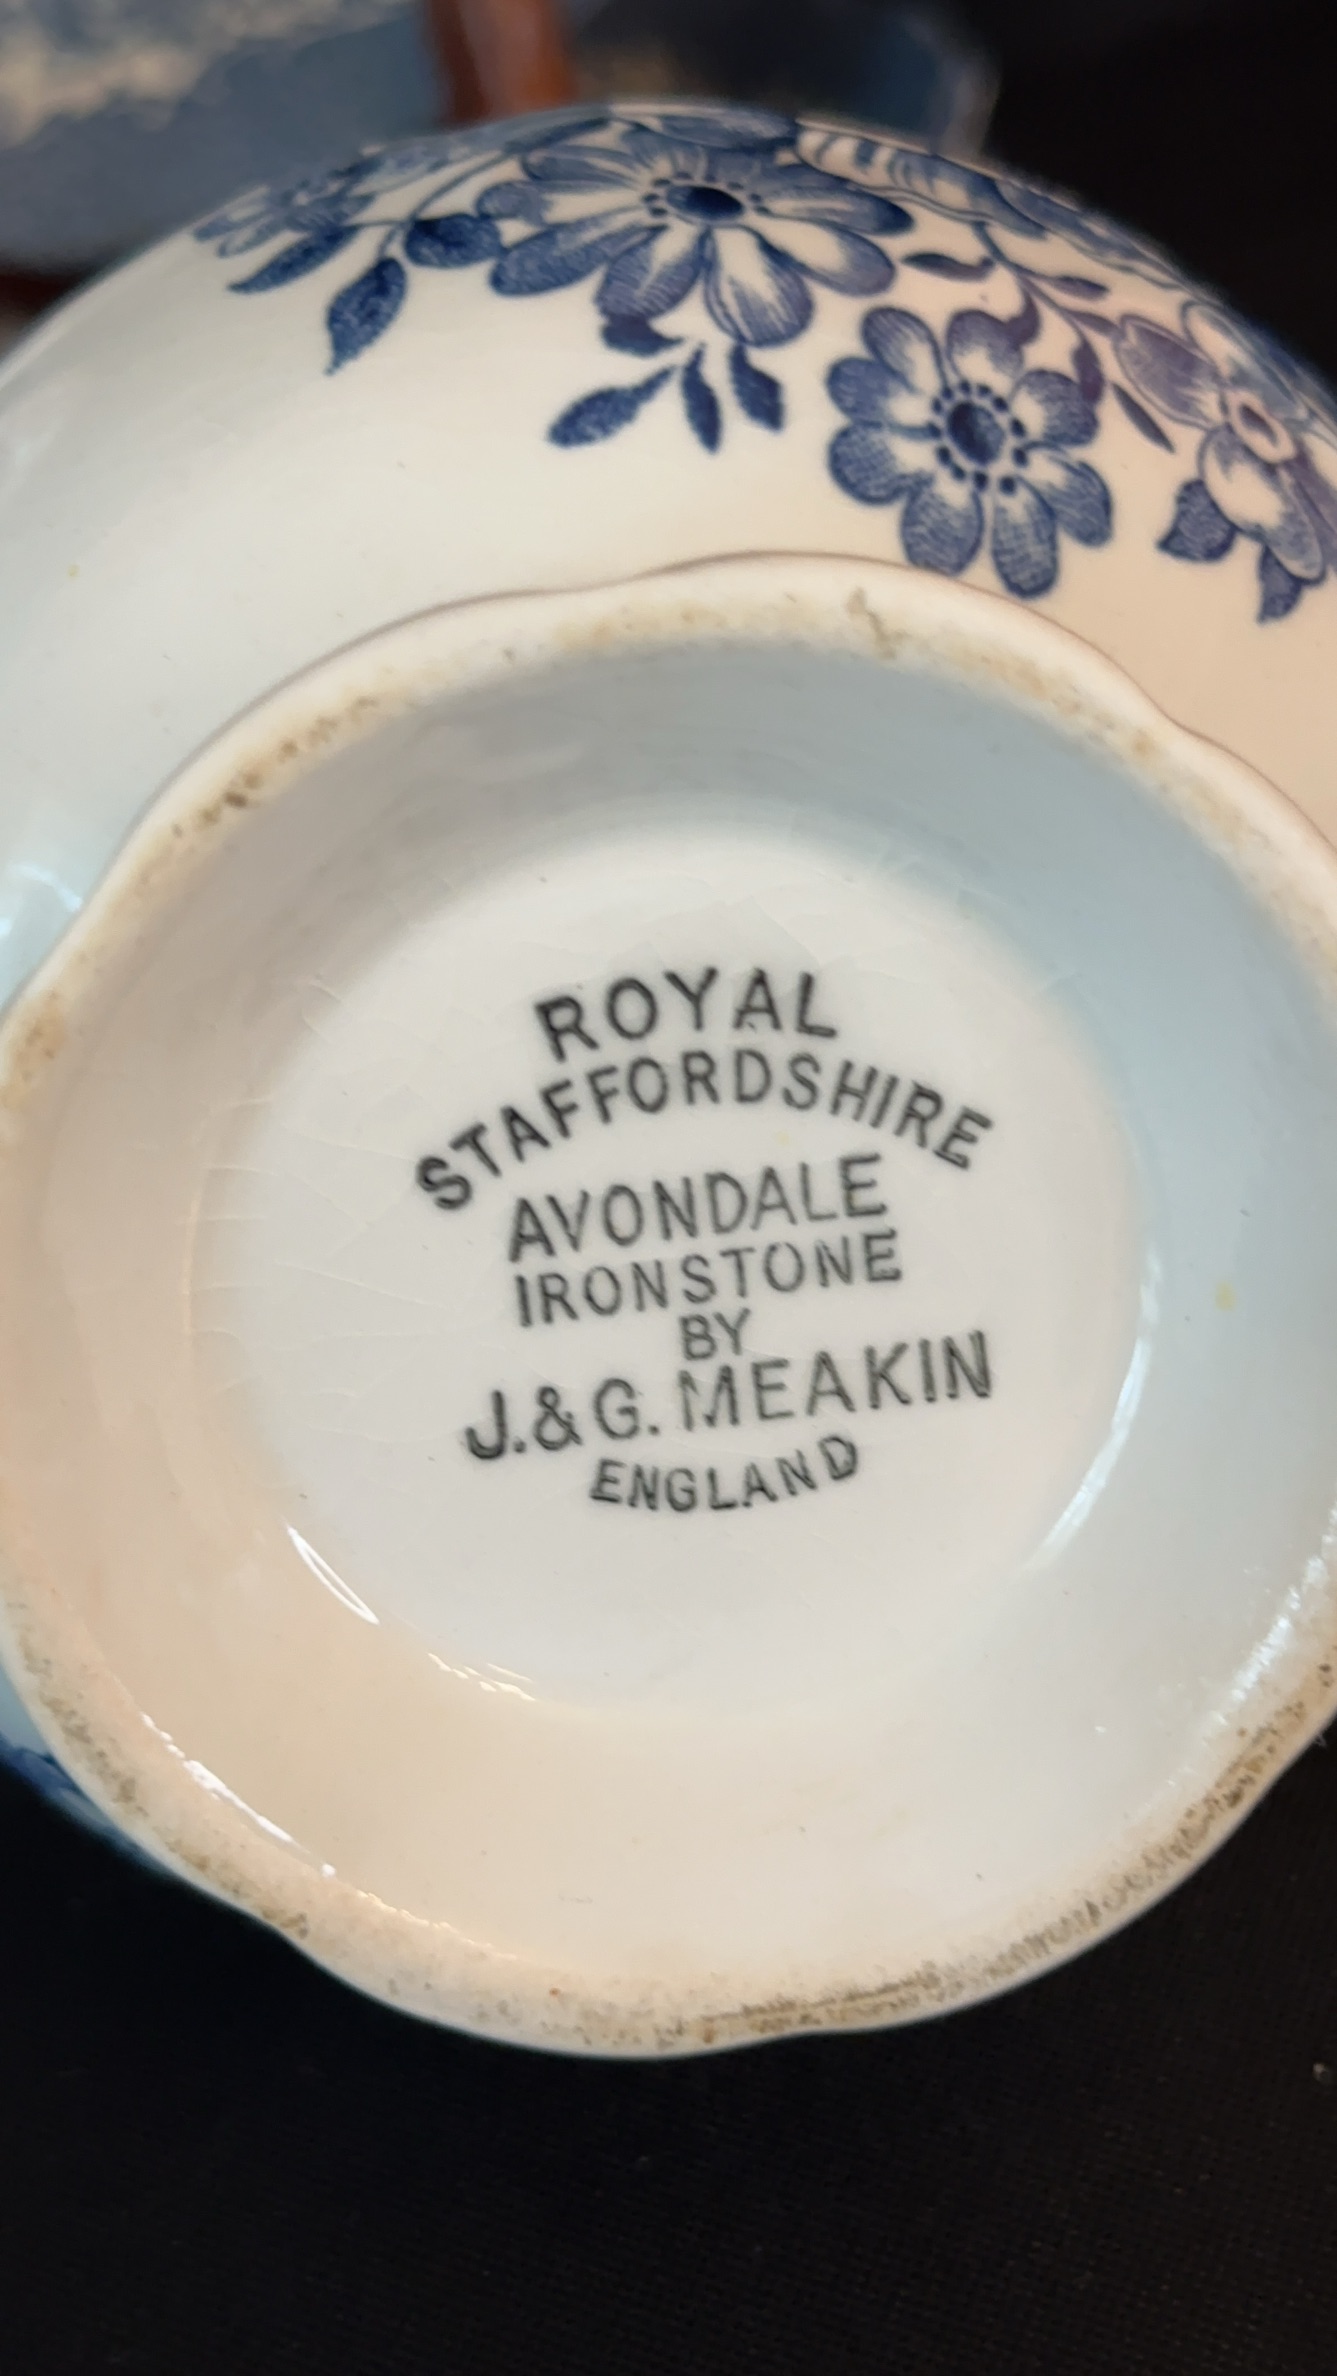 ROYAL
STAFFORDSHIRE
AVONDALE
IRONSTONE
BY
J.&G. MEAKIN
ENGLAND